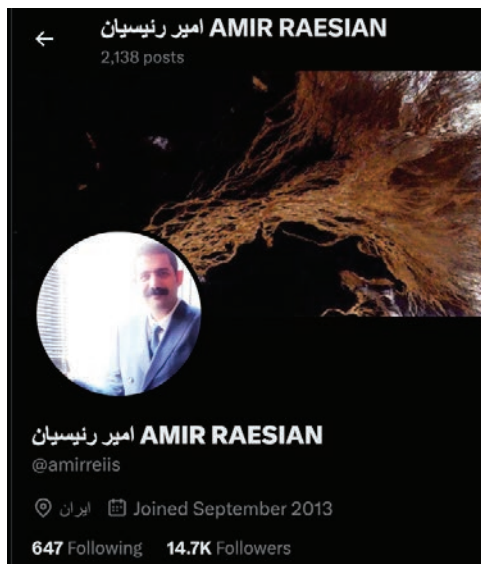 امیر رئیسیان AMIR RAESIAN
2,138 posts
امیر رئیسیان AMIR RAESIAN
@amirreiis
ایران Joined September 2013
647 Following 14.7K Followers